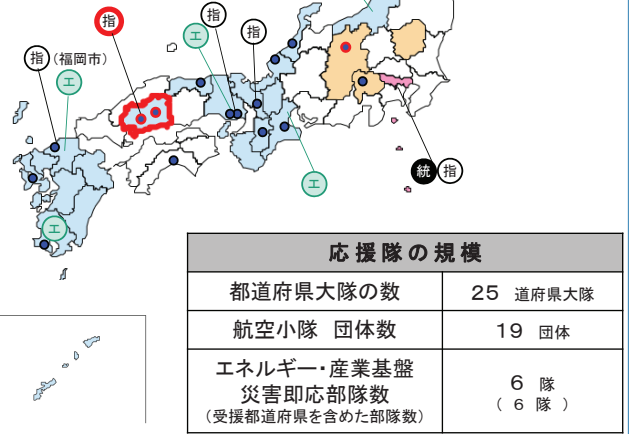 指
指
エ
指
指 (福岡市)
エ
統 指
エ
エ
応援隊の規模
都道府県大隊の数 25 道府県大隊
航空小隊 団体数 19 団体
エネルギー・産業基盤
災害即応部隊数
(受援都道府県を含めた部隊数)
6 隊
( 6 隊 )